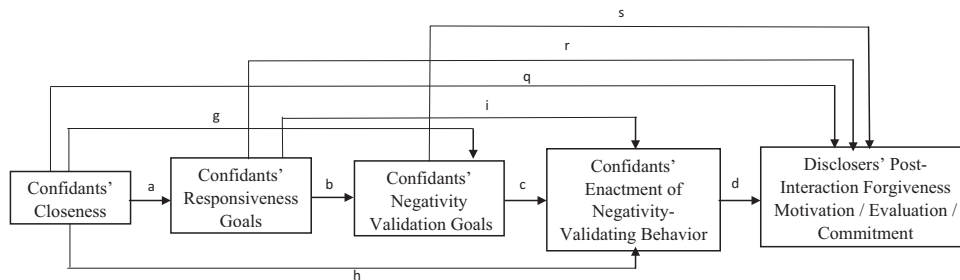 s
r
q
i
g
Confidants'
Closeness
a
Confidants'
Responsiveness
Goals
b
Confidants'
Negativity
Validation Goals
c
Confidants'
Enactment of
Negativity-
Validating Behavior
d
Disclosers' Post-
Interaction Forgiveness
Motivation / Evaluation /
Commitment
h